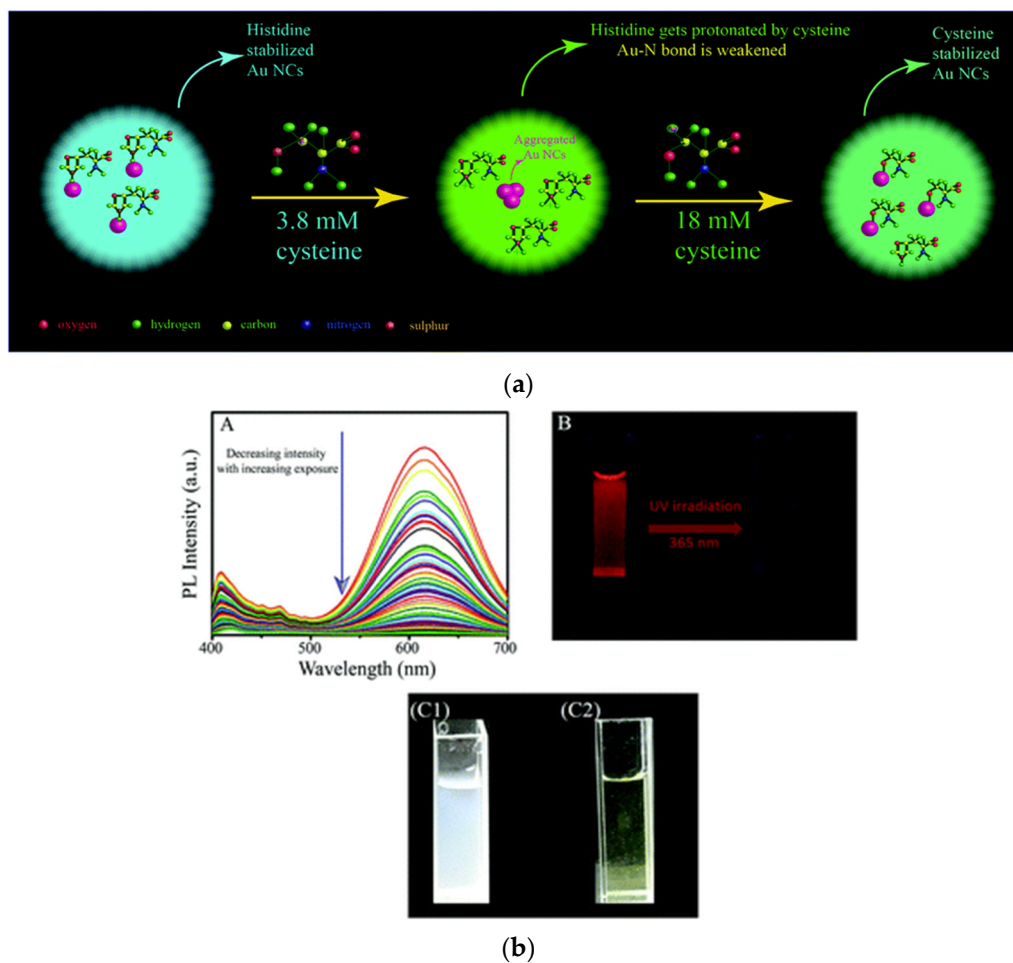 Histidine
stabilized
Au NCs
Histidine gets protonated by cysteine
Au-N bond is weakened
Cysteine
stabilized
Au NCs
Aggregated
Au NCs
3.8 mM
cysteine
18 mM
cysteine
oxygen hydrogen carbon nitrogen sulphur
(a)
A
Decreasing intensity
with increasing exposure
PL Intensity (a.u.)
400 500 600 700
Wavelength (nm)
B
UV irradiation
365 nm
(C1) (C2)
(b)